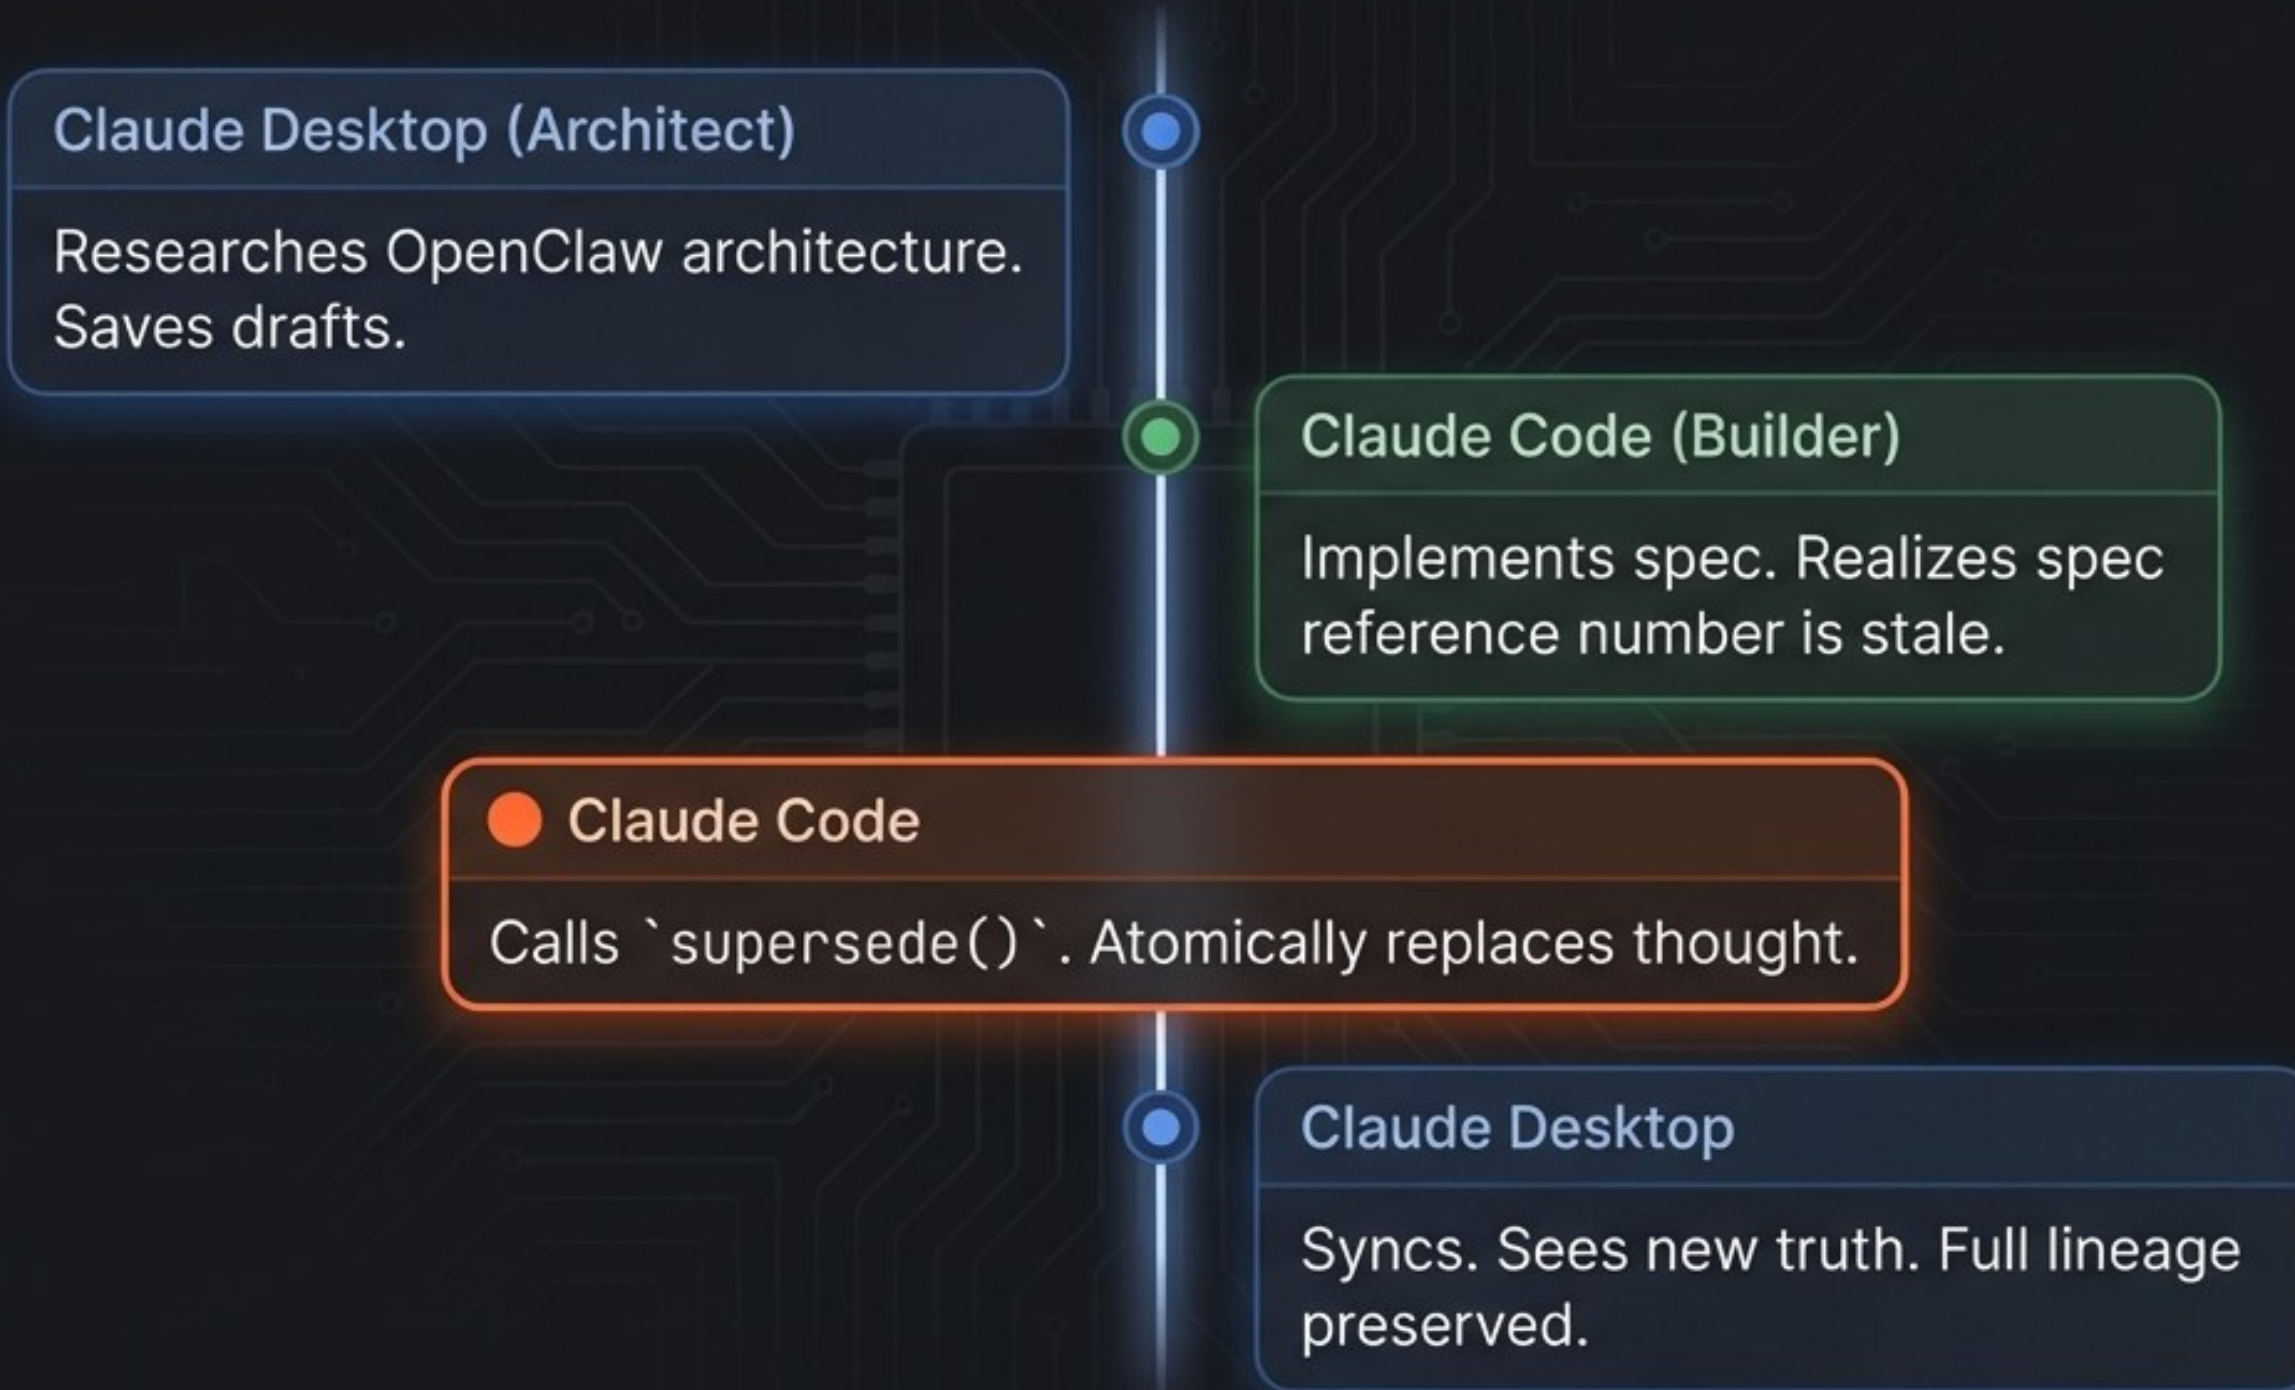 Claude Desktop (Architect)
Researches OpenClaw architecture.
Saves drafts.
Claude Code (Builder)
Implements spec. Realizes spec
reference number is stale.
Claude Code
Calls `supersede()`. Atomically replaces thought.
Claude Desktop
Syncs. Sees new truth. Full lineage
preserved.